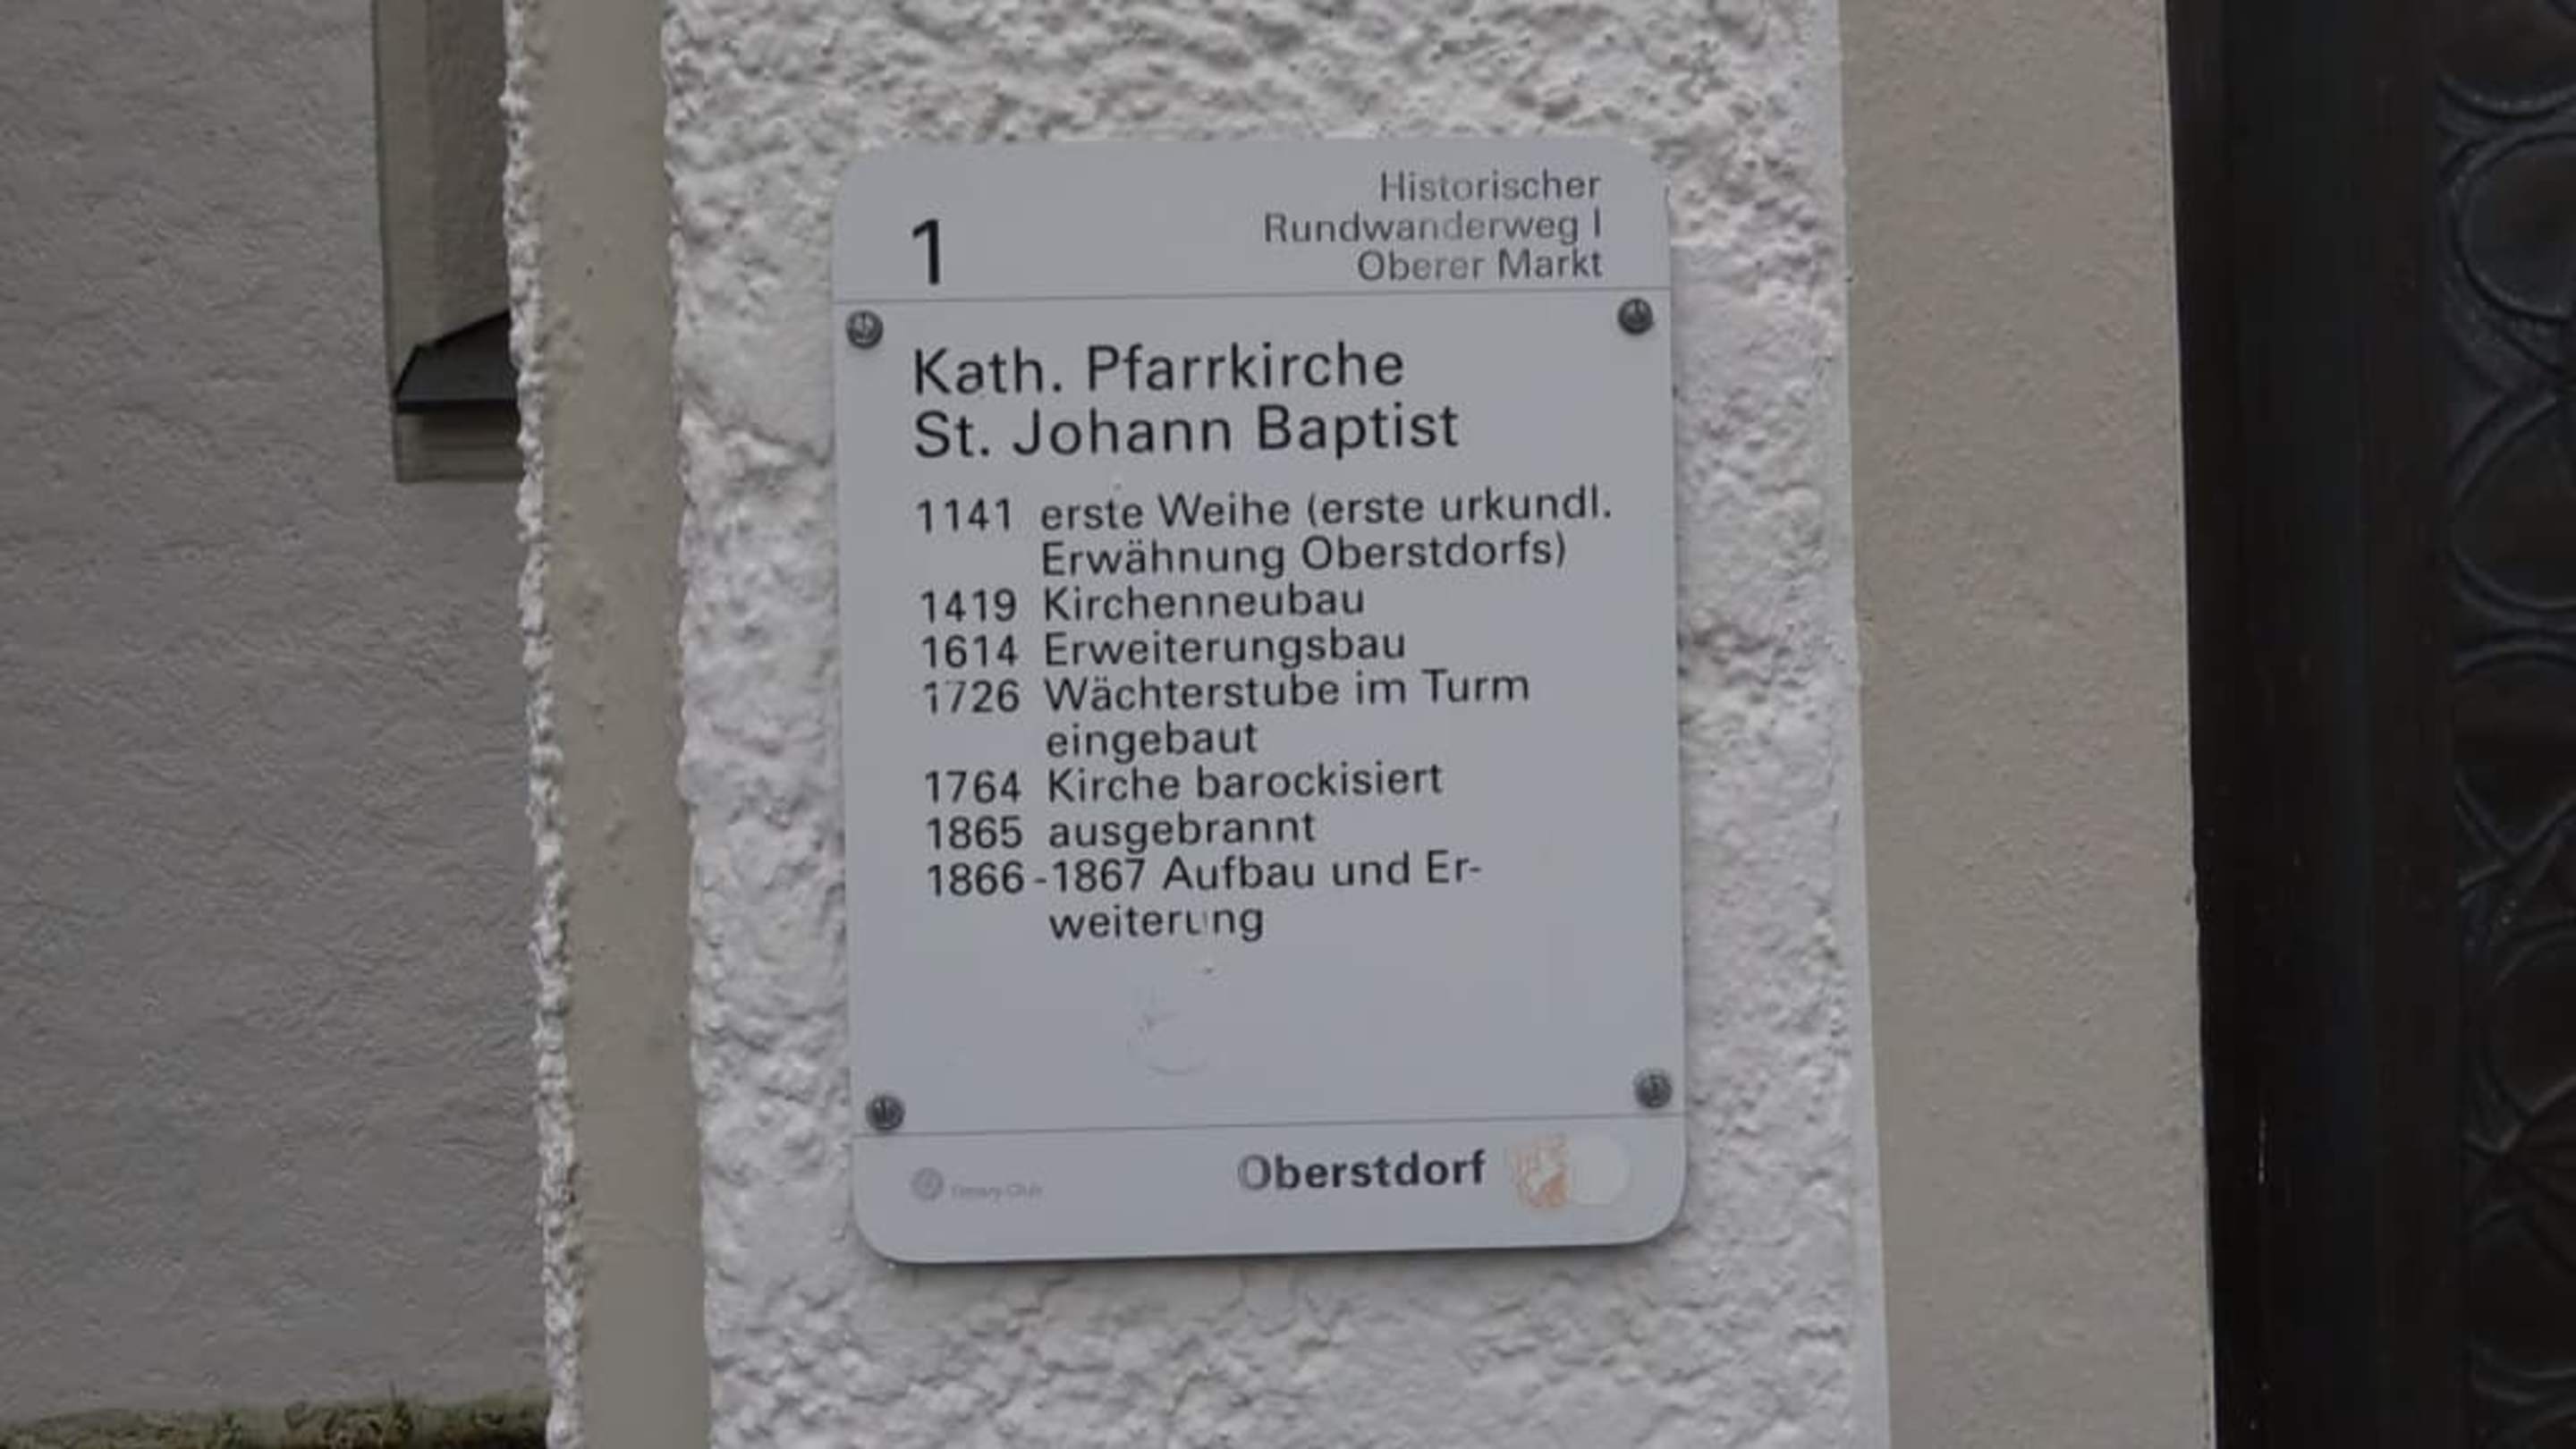 1
Historischer
Rundwanderweg I
Oberer Markt
Kath. Pfarrkirche
St. Johann Baptist
1141 erste Weihe (erste urkundl.
Erwähnung Oberstdorfs)
1419 Kirchenneubau
1614 Erweiterungsbau
1726 Wächterstube im Turm
eingebaut
1764 Kirche barockisiert
1865 ausgebrannt
1866-1867 Aufbau und Er-
weiterung
Club
Oberstdorf